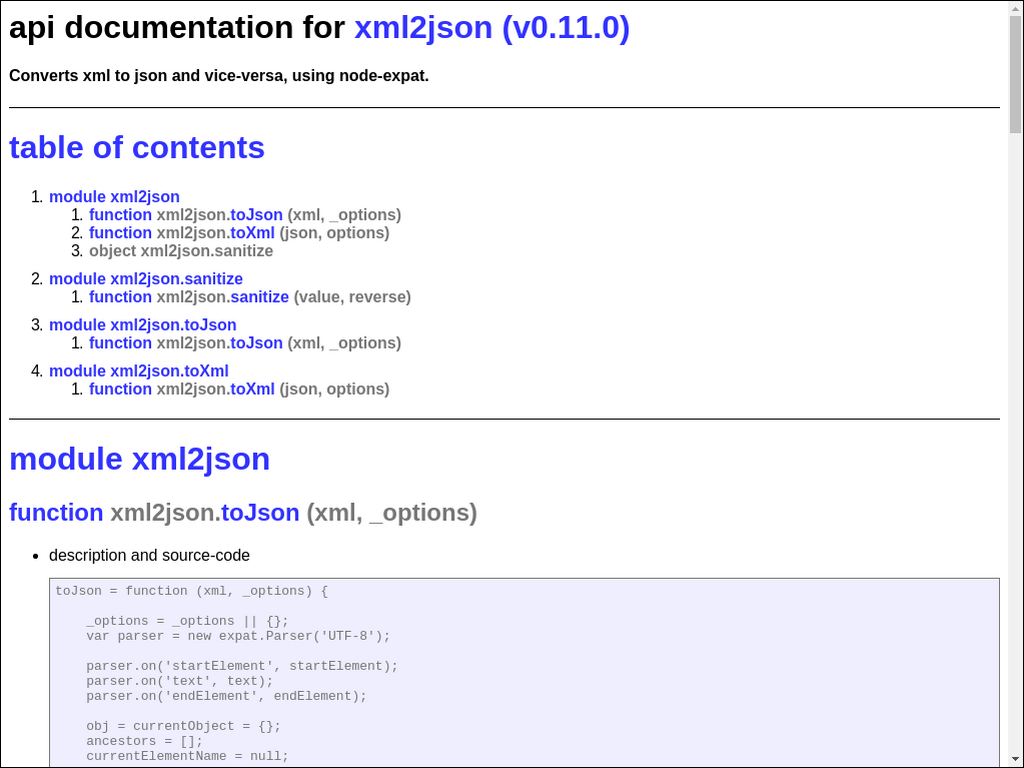 api documentation for xml2json (v0.11.0)
Converts xml to json and vice-versa, using node-expat.
table of contents
1. module xml2json
1. function xml2json.toJson (xml, _options)
2. function xml2json.toXml (json, options)
3. object xml2json.sanitize
2. module xml2json.sanitize
1. function xml2json.sanitize (value, reverse)
3. module xml2json.toJson
1. function xml2json.toJson (xml, _options)
4. module xml2json.toXml
1. function xml2json.toXml (json, options)
module xml2json
function xml2json.toJson (xml, _options)
• description and source-code
toJson = function (xml, _options) {
_options = _options || {};
var parser = new expat.Parser('UTF-8');
parser.on('startElement', startElement);
parser.on('text', text);
parser.on('endElement', endElement);
obj = currentObject = {};
ancestors = [];
currentElementName = null;